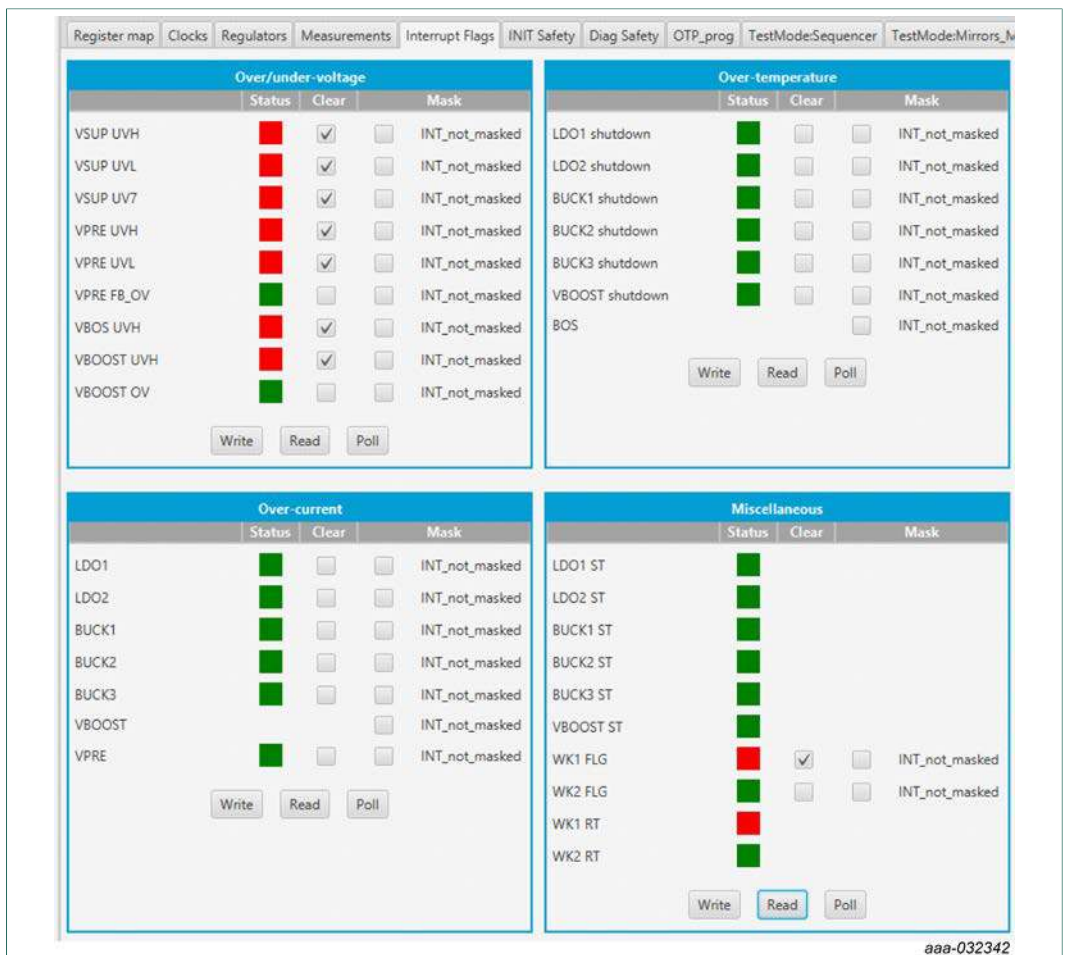 Register map Clocks Regulators Measurements Interrupt Flags INIT Safety Diag Safety OTP_prog TestMode:Sequencer TestMode:Mirrors_M
Over/under-voltage
Status Clear Mask
VSUP UVH INT_not_masked
VSUP UVL INT_not_masked
VSUP UV7 INT_not_masked
VPRE UVH INT_not_masked
VPRE UVL INT_not_masked
VPRE FB_OV INT_not_masked
VBOS UVH INT_not_masked
VBOOST UVH INT_not_masked
VBOOST OV INT_not_masked
Write Read Poll
Over-temperature
Status Clear Mask
LDO1 shutdown INT_not_masked
LDO2 shutdown INT_not_masked
BUCK1 shutdown INT_not_masked
BUCK2 shutdown INT_not_masked
BUCK3 shutdown INT_not_masked
VBOOST shutdown INT_not_masked
BOS INT_not_masked
Write Read Poll
Over-current
Status Clear Mask
LDO1 INT_not_masked
LDO2 INT_not_masked
BUCK1 INT_not_masked
BUCK2 INT_not_masked
BUCK3 INT_not_masked
VBOOST INT_not_masked
VPRE INT_not_masked
Write Read Poll
Miscellaneous
Status Clear Mask
LDO1 ST
LDO2 ST
BUCK1 ST
BUCK2 ST
BUCK3 ST
VBOOST ST
WK1 FLG INT_not_masked
WK2 FLG INT_not_masked
WK1 RT
WK2 RT
Write Read Poll
aaa-032342